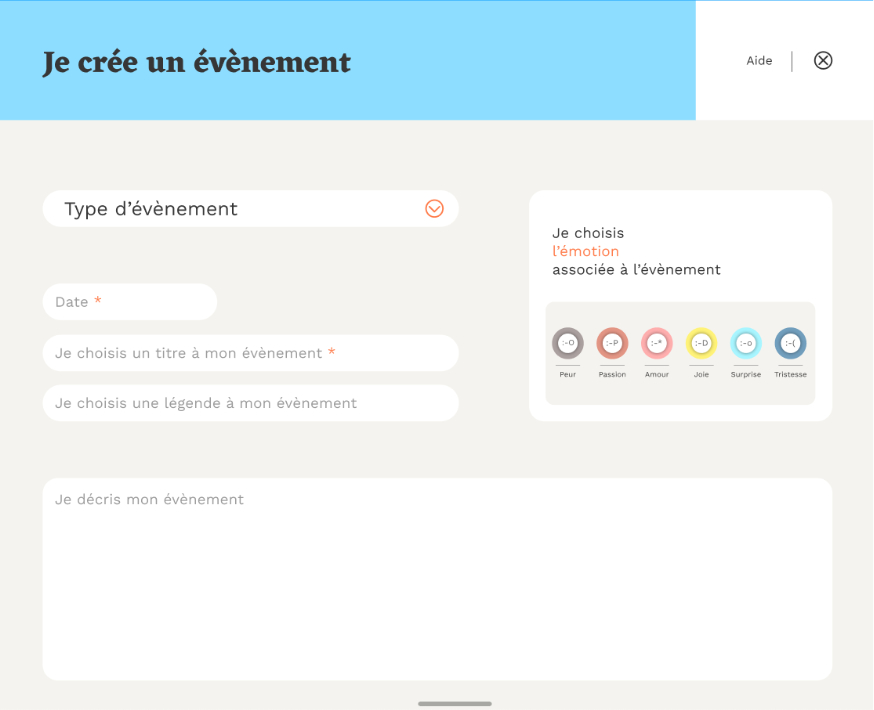 Je crée un évènement
Aide
Type d’évènement
Date *
Je choisis un titre à mon évènement *
Je choisis une légende à mon évènement
Je choisis
l’émotion
associée à l’évènement
:-O :-P :-* :-D :-o :-(
Peur Passion Amour Joie Surprise Tristesse
Je décris mon évènement